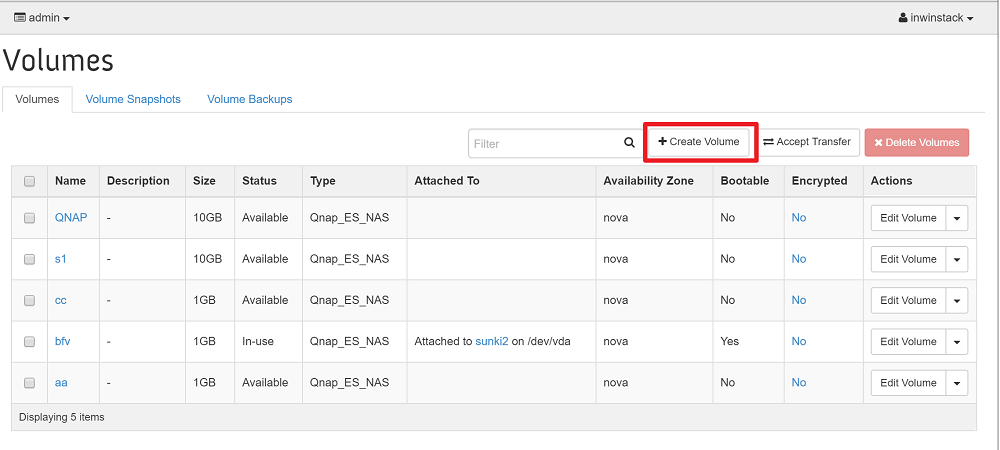 admin inwinstack
Volumes
Volumes Volume Snapshots Volume Backups
Filter Create Volume Accept Transfer Delete Volumes
Name Description Size Status Type Attached To Availability Zone Bootable Encrypted Actions
QNAP - 10GB Available Qnap_ES_NAS nova No No Edit Volume
s1 - 10GB Available Qnap_ES_NAS nova No No Edit Volume
cc - 1GB Available Qnap_ES_NAS nova No No Edit Volume
bfv - 1GB In-use Qnap_ES_NAS Attached to sunki2 on /dev/vda nova Yes No Edit Volume
aa - 1GB Available Qnap_ES_NAS nova No No Edit Volume
Displaying 5 items